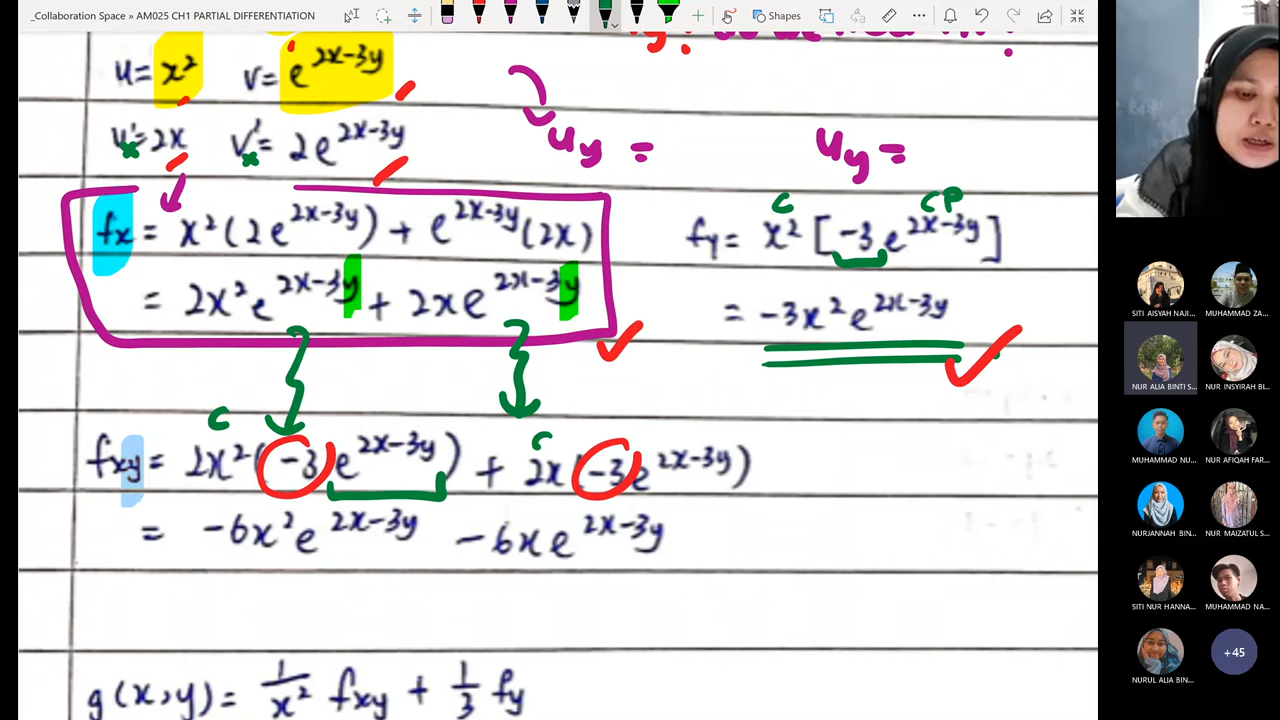 _Collaboration Space » AM025 CH1 PARTIAL DIFFERENTIATION
Shapes
u = x² v = e^{2x-3y}
u' = 2x v' = 2e^{2x-3y}
x x
u_y = u_y =
fx = x²(2e^{2x-3y}) + e^{2x-3y}(2x)
= 2x²e^{2x-3y} + 2xe^{2x-3y}
C CP
fy = x²[-3e^{2x-3y}]
= -3x²e^{2x-3y}
C C
fxy = 2x²(-3e^{2x-3y}) + 2x(-3e^{2x-3y})
= -6x²e^{2x-3y} -6xe^{2x-3y}
g(x,y) = 1/x² fxy + 1/3 fy
SITI AISYAH NAJI...
MUHAMMAD ZA...
NUR ALIA BINTI S...
NUR INSYIRAH BI...
MUHAMMAD NU...
NUR AFIQAH FAR...
NURJANNAH BIN...
NUR MAIZATUL S...
SITI NUR HANNA...
MUHAMMAD NA...
NURUL ALIA BIN...
+45